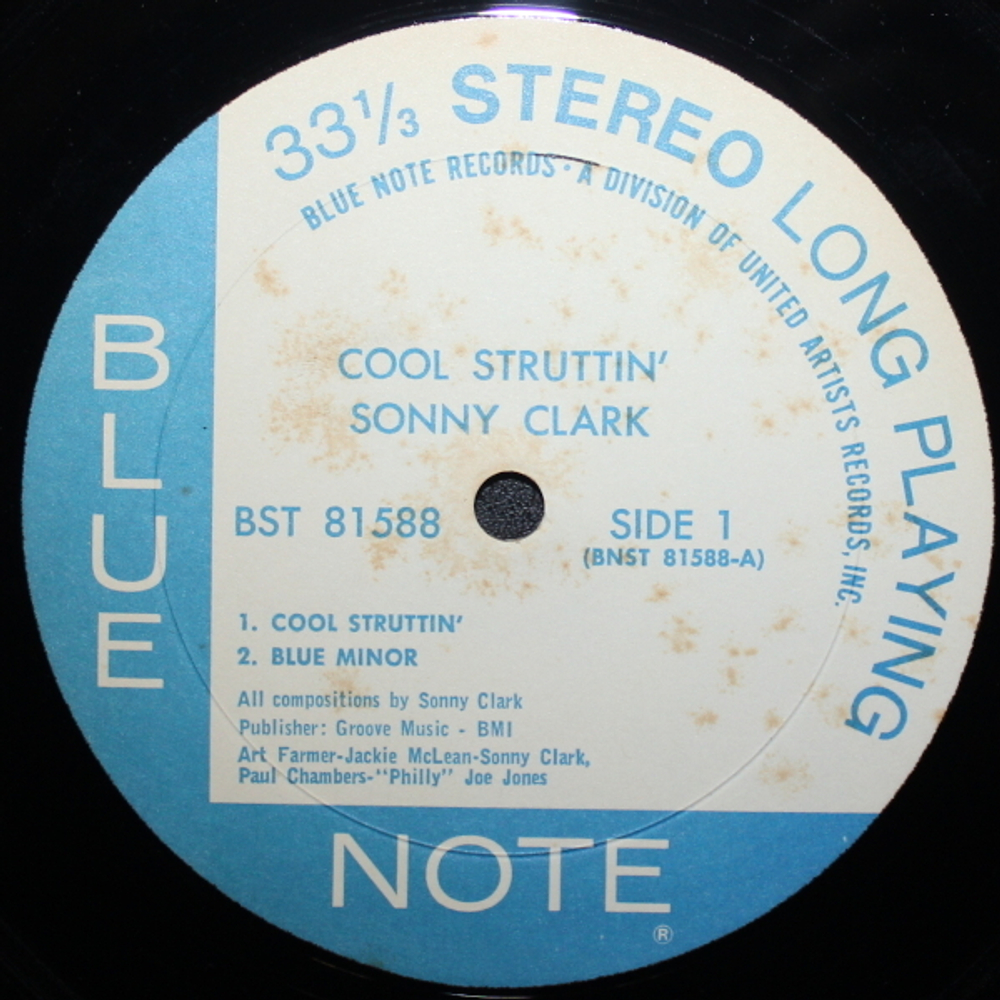 33 1/3 STEREO LONG PLAYING
BLUE NOTE RECORDS · A DIVISION OF UNITED ARTISTS RECORDS, INC.
COOL STRUTTIN'
SONNY CLARK
BST 81588
SIDE 1
(BNST 81588-A)
1. COOL STRUTTIN'
2. BLUE MINOR
All compositions by Sonny Clark
Publisher: Groove Music - BMI
Art Farmer-Jackie McLean-Sonny Clark,
Paul Chambers-"Philly" Joe Jones
BLUE
NOTE
®